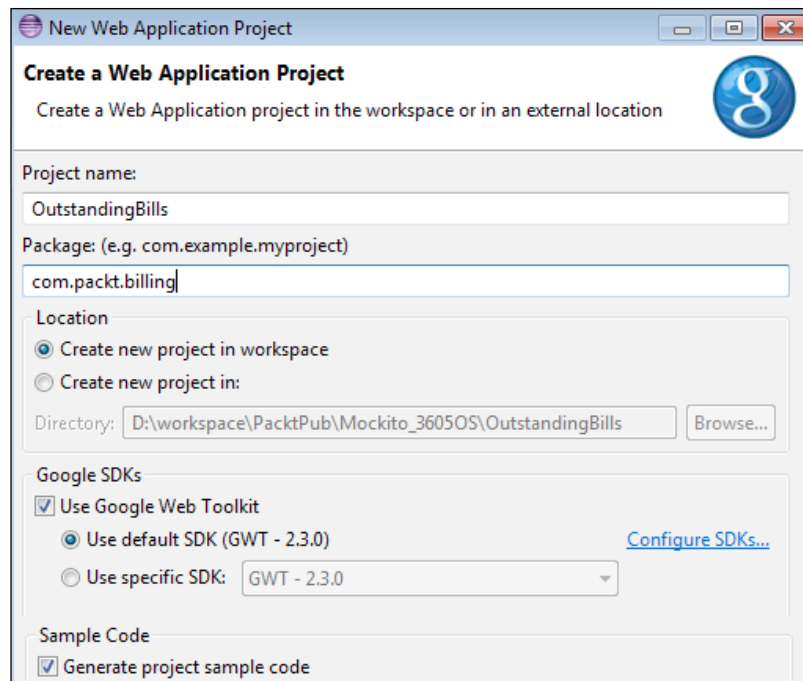 New Web Application Project
Create a Web Application Project
Create a Web Application project in the workspace or in an external location
Project name:
OutstandingBills
Package: (e.g. com.example.myproject)
com.packt.billing
Location
Create new project in workspace
Create new project in:
Directory: D:\workspace\PacktPub\Mockito_3605OS\OutstandingBills Browse...
Google SDKs
Use Google Web Toolkit
Use default SDK (GWT - 2.3.0) Configure SDKs...
Use specific SDK: GWT - 2.3.0
Sample Code
Generate project sample code